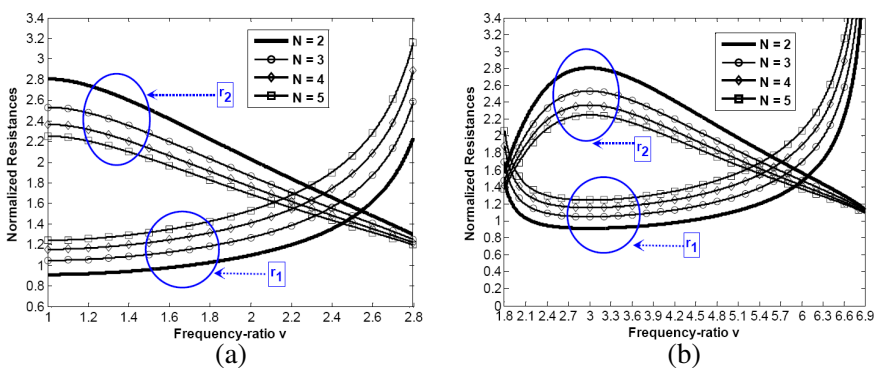 3.4
3.2
3
2.8
2.6
2.4
2.2
2
1.8
1.6
1.4
1.2
1
0.8
0.6
Normalized Resistances
N = 2
N = 3
N = 4
N = 5
r2
r1
1 1.2 1.4 1.6 1.8 2 2.2 2.4 2.6 2.8
Frequency-ratio v
(a)
3.4
3.2
3
2.8
2.6
2.4
2.2
2
1.8
1.6
1.4
1.2
1
0.8
0.6
0.4
0.2
0
Normalized Resistances
N = 2
N = 3
N = 4
N = 5
r2
r1
1.8 2.1 2.4 2.7 3 3.3 3.6 3.9 4.2 4.5 4.8 5.1 5.4 5.7 6 6.3 6.6 6.9
Frequency-ratio v
(b)